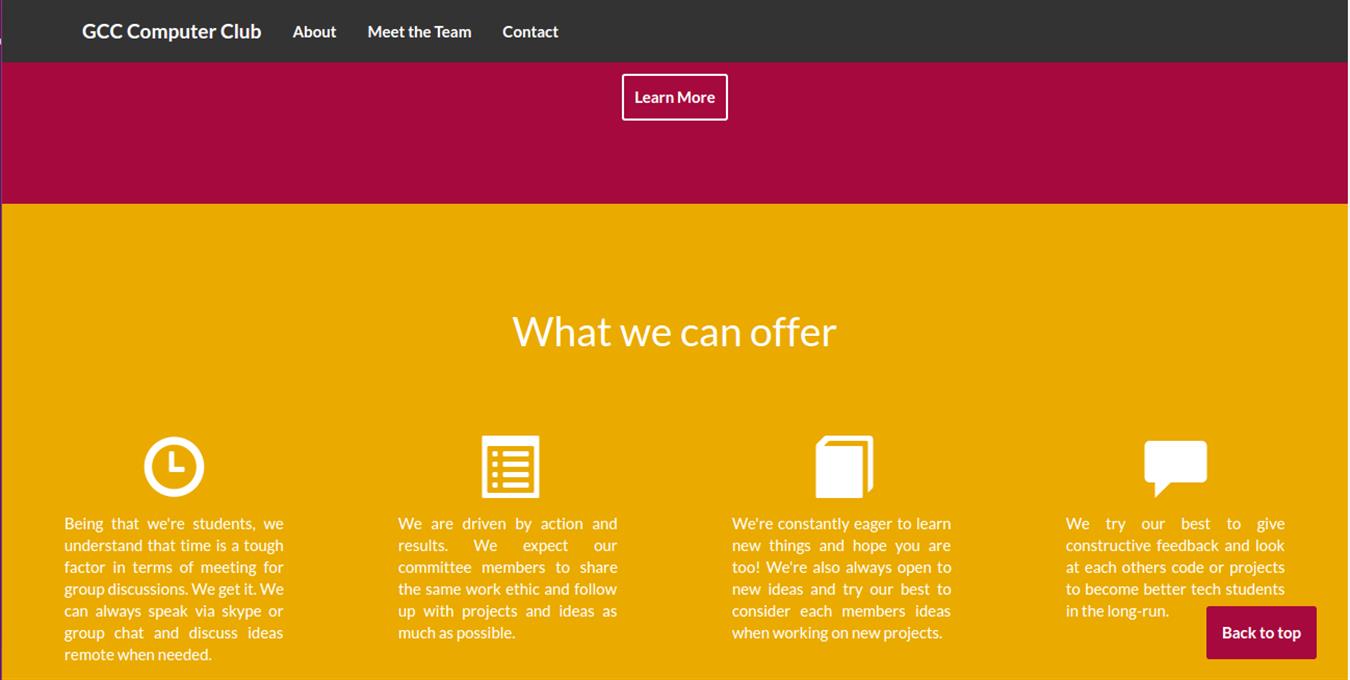 GCC Computer Club About Meet the Team Contact
Learn More
What we can offer
Being that we're students, we
understand that time is a tough
factor in terms of meeting for
group discussions. We get it. We
can always speak via skype or
group chat and discuss ideas
remote when needed.
We are driven by action and
results. We expect our
committee members to share
the same work ethic and follow
up with projects and ideas as
much as possible.
We're constantly eager to learn
new things and hope you are
too! We're also always open to
new ideas and try our best to
consider each members ideas
when working on new projects.
We try our best to give
constructive feedback and look
at each others code or projects
to become better tech students
in the long-run.
Back to top